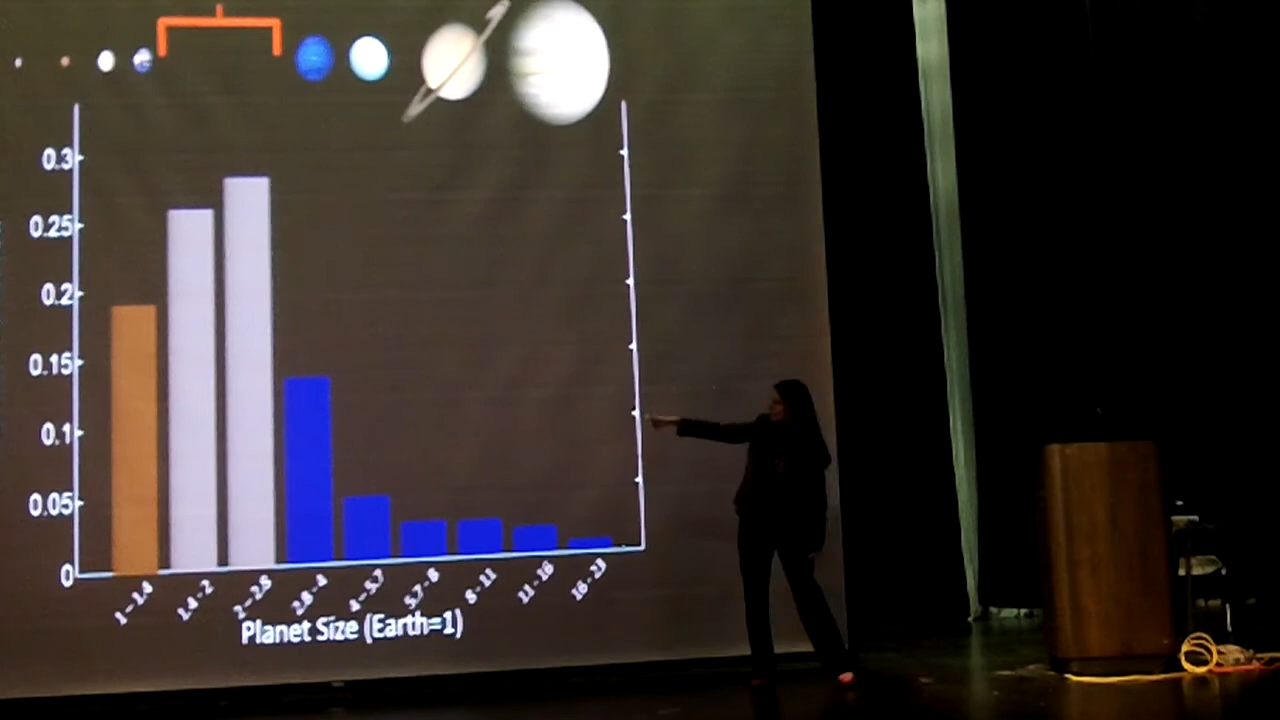 0.3
0.25
0.2
0.15
0.1
0.05
0
1 – 1.4
1.4 - 2
2 – 2.8
2.8 - 4
4 – 5.7
5.7 - 8
8 - 11
11 - 16
16 - 23
Planet Size (Earth=1)